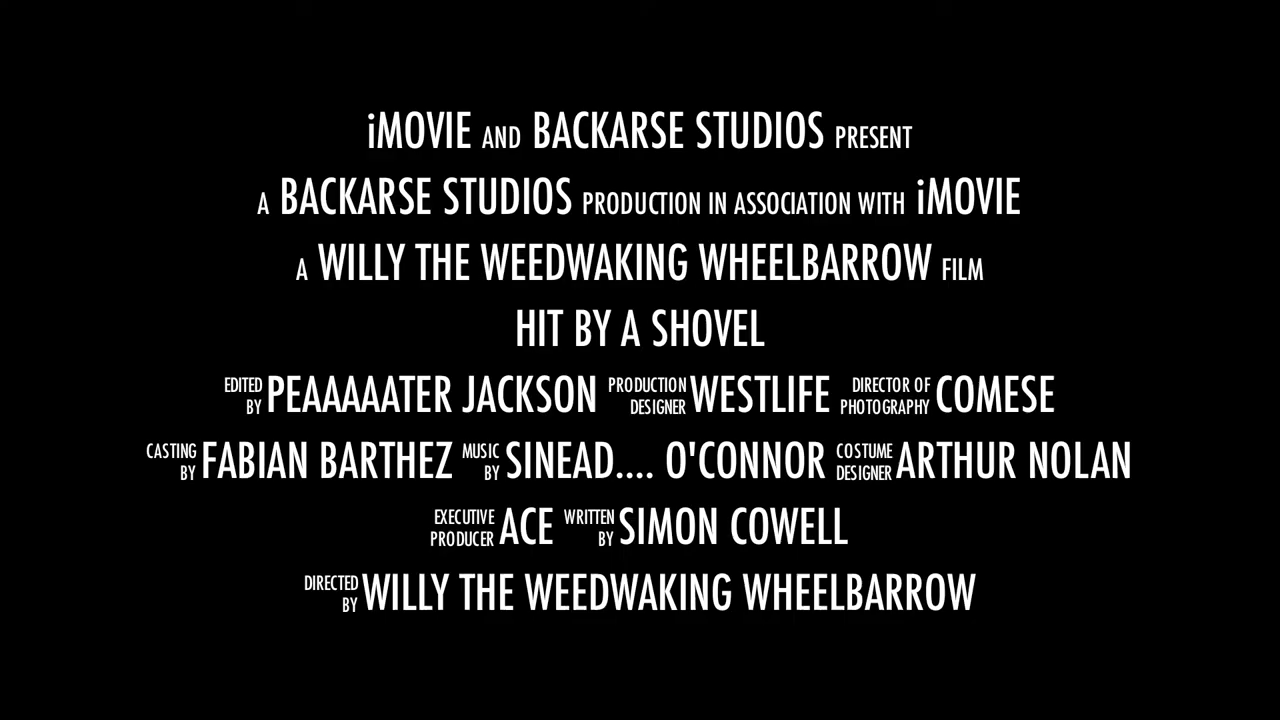 iMOVIE AND BACKARSE STUDIOS PRESENT
A BACKARSE STUDIOS PRODUCTION IN ASSOCIATION WITH iMOVIE
A WILLY THE WEEDWAKING WHEELBARROW FILM
HIT BY A SHOVEL
EDITED BY PEAAAAATER JACKSON PRODUCTION DESIGNER WESTLIFE DIRECTOR OF PHOTOGRAPHY COMESE
CASTING BY FABIAN BARTHEZ MUSIC BY SINEAD.... O'CONNOR COSTUME DESIGNER ARTHUR NOLAN
EXECUTIVE PRODUCER ACE WRITTEN BY SIMON COWELL
DIRECTED BY WILLY THE WEEDWAKING WHEELBARROW